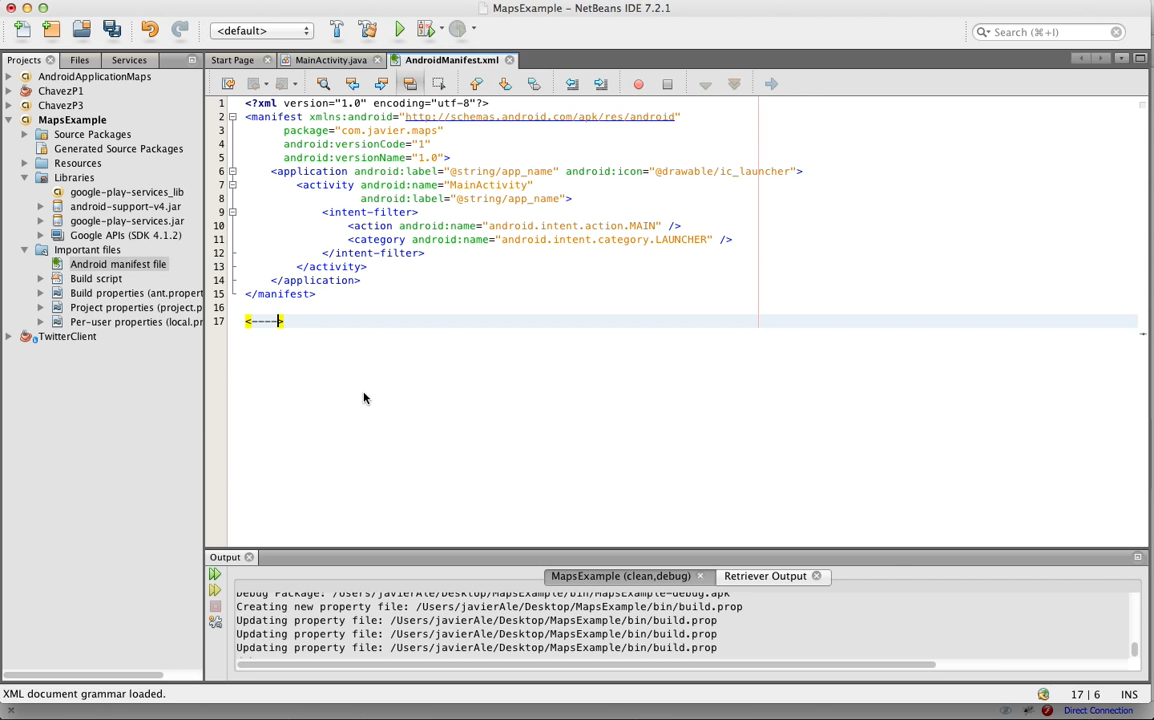 MapsExample – NetBeans IDE 7.2.1
<default>
Search (⌘+I)
Projects Files Services
Start Page MainActivity.java AndroidManifest.xml
AndroidApplicationMaps
ChavezP1
ChavezP3
MapsExample
Source Packages
Generated Source Packages
Resources
Libraries
google-play-services_lib
android-support-v4.jar
google-play-services.jar
Google APIs (SDK 4.1.2)
Important files
Android manifest file
Build script
Build properties (ant.propert
Project properties (project.p
Per-user properties (local.pr
TwitterClient
1 <?xml version="1.0" encoding="utf-8"?>
2 <manifest xmlns:android="http://schemas.android.com/apk/res/android"
3 package="com.javier.maps"
4 android:versionCode="1"
5 android:versionName="1.0">
6 <application android:label="@string/app_name" android:icon="@drawable/ic_launcher">
7 <activity android:name="MainActivity"
8 android:label="@string/app_name">
9 <intent-filter>
10 <action android:name="android.intent.action.MAIN" />
11 <category android:name="android.intent.category.LAUNCHER" />
12 </intent-filter>
13 </activity>
14 </application>
15 </manifest>
16
17 <---->
Output
MapsExample (clean,debug) Retriever Output
Debug Package: /Users/javierAle/Desktop/MapsExample/bin/MapsExample-debug.apk
Creating new property file: /Users/javierAle/Desktop/MapsExample/bin/build.prop
Updating property file: /Users/javierAle/Desktop/MapsExample/bin/build.prop
Updating property file: /Users/javierAle/Desktop/MapsExample/bin/build.prop
Updating property file: /Users/javierAle/Desktop/MapsExample/bin/build.prop
XML document grammar loaded.
17 | 6 INS
Direct Connection